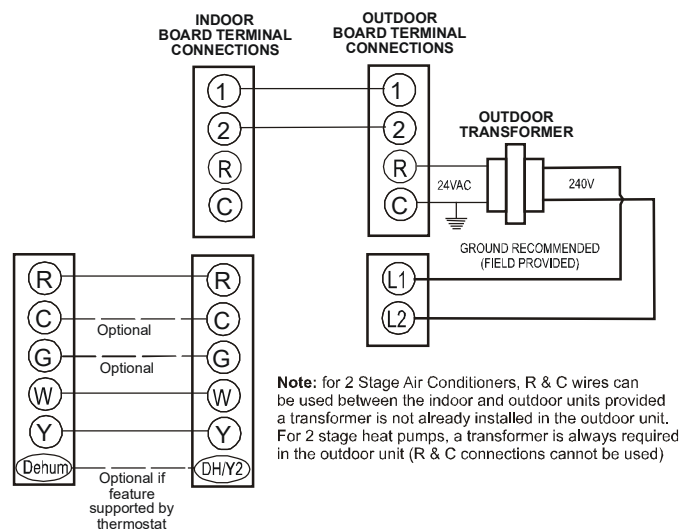 INDOOR
BOARD TERMINAL
CONNECTIONS
OUTDOOR
BOARD TERMINAL
CONNECTIONS
1
2
R
C
1
2
R
C
OUTDOOR
TRANSFORMER
24VAC
240V
GROUND RECOMMENDED
(FIELD PROVIDED)
L1
L2
R
C
G
W
Y
Dehum
Optional
Optional
Optional if
feature
supported by
thermostat
R
C
G
W
Y
DH/Y2
Note: for 2 Stage Air Conditioners, R & C wires can
be used between the indoor and outdoor units provided
a transformer is not already installed in the outdoor unit.
For 2 stage heat pumps, a transformer is always required
in the outdoor unit (R & C connections cannot be used)